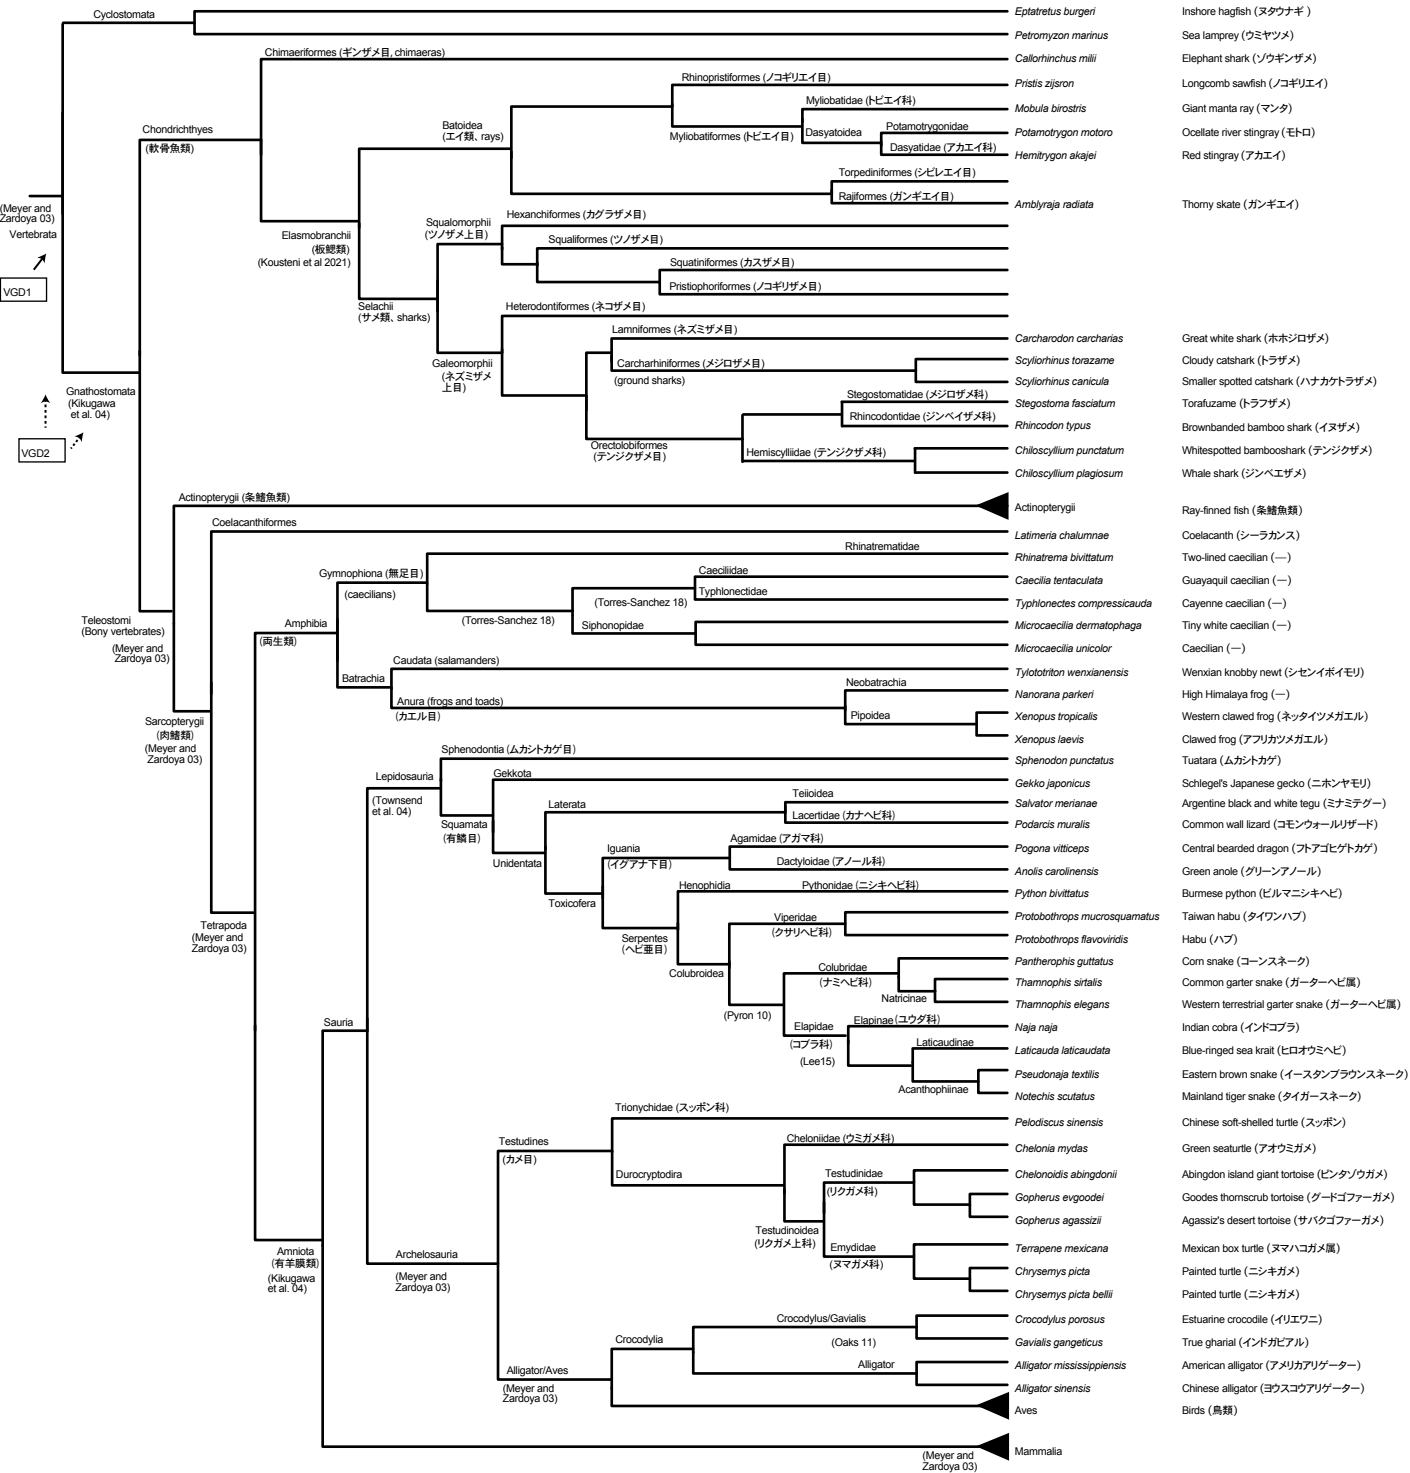 Cyclostomata
Eptatretus burgeri Inshore hagfish (ヌタウナギ )
Petromyzon marinus Sea lamprey (ウミヤツメ)
Chimaeriformes (ギンザメ目, chimaeras)
Callorhinchus milii Elephant shark (ゾウギンザメ)
Rhinopristiformes (ノコギリエイ目)
Pristis zijsron Longcomb sawfish (ノコギリエイ)
Myliobatidae (トビエイ科)
Mobula birostris Giant manta ray (マンタ)
Chondrichthyes
(軟骨魚類)
Batoidea
(エイ類、rays)
Myliobatiformes (トビエイ目)
Dasyatoidea
Potamotrygonidae
Potamotrygon motoro Ocellate river stingray (モトロ)
Dasyatidae (アカエイ科)
Hemitrygon akajei Red stingray (アカエイ)
Torpediniformes (シビレエイ目)
Rajiformes (ガンギエイ目)
Amblyraja radiata Thorny skate (ガンギエイ)
(Meyer and
Zardoya 03)
Vertebrata
VGD1
Elasmobranchii
(板鰓類)
(Kousteni et al 2021)
Squalomorphii
(ツノザメ上目)
Hexanchiformes (カグラザメ目)
Squaliformes (ツノザメ目)
Squatiniformes (カスザメ目)
Pristiophoriformes (ノコギリザメ目)
Selachii
(サメ類、sharks)
Heterodontiformes (ネコザメ目)
Lamniformes (ネズミザメ目)
Carcharodon carcharias Great white shark (ホホジロザメ)
Galeomorphii
(ネズミザメ
上目)
Carcharhiniformes (メジロザメ目)
(ground sharks)
Scyliorhinus torazame Cloudy catshark (トラザメ)
Scyliorhinus canicula Smaller spotted catshark (ハナカケトラザメ)
Gnathostomata
(Kikugawa
et al. 04)
VGD2
Stegostomatidae (メジロザメ科)
Stegostoma fasciatum Torafuzame (トラフザメ)
Rhincodontidae (ジンベイザメ科)
Rhincodon typus Brownbanded bamboo shark (イヌザメ)
Orectolobiformes
(テンジクザメ目)
Hemiscylliidae (テンジクザメ科)
Chiloscyllium punctatum Whitespotted bambooshark (テンジクザメ)
Chiloscyllium plagiosum Whale shark (ジンベエザメ)
Actinopterygii (条鰭魚類)
Actinopterygii Ray-finned fish (条鰭魚類)
Coelacanthiformes
Latimeria chalumnae Coelacanth (シーラカンス)
Rhinatrematidae
Rhinatrema bivittatum Two-lined caecilian (—)
Gymnophiona (無足目)
(caecilians)
Caeciliidae
Caecilia tentaculata Guayaquil caecilian (—)
(Torres-Sanchez 18)
Typhlonectidae
Typhlonectes compressicauda Cayenne caecilian (—)
(Torres-Sanchez 18)
Siphonopidae
Microcaecilia dermatophaga Tiny white caecilian (—)
Microcaecilia unicolor Caecilian (—)
Teleostomi
(Bony vertebrates)
(Meyer and
Zardoya 03)
Amphibia
(両生類)
Batrachia
Caudata (salamanders)
Tylototriton wenxianensis Wenxian knobby newt (シセンイボイモリ)
Anura (frogs and toads)
(カエル目)
Neobatrachia
Nanorana parkeri High Himalaya frog (—)
Pipoidea
Xenopus tropicalis Western clawed frog (ネッタイツメガエル)
Xenopus laevis Clawed frog (アフリカツメガエル)
Sarcopterygii
(肉鰭類)
(Meyer and
Zardoya 03)
Sphenodontia (ムカシトカゲ目)
Sphenodon punctatus Tuatara (ムカシトカゲ)
Lepidosauria
(Townsend
et al. 04)
Gekkota
Gekko japonicus Schlegel's Japanese gecko (ニホンヤモリ)
Squamata
(有鱗目)
Laterata
Teiioidea
Salvator merianae Argentine black and white tegu (ミナミテグー)
Lacertidae (カナヘビ科)
Podarcis muralis Common wall lizard (コモンウォールリザード)
Unidentata
Iguania
(イグアナ下目)
Agamidae (アガマ科)
Pogona vitticeps Central bearded dragon (フトアゴヒゲトカゲ)
Dactyloidae (アノール科)
Anolis carolinensis Green anole (グリーンアノール)
Toxicofera
Henophidia
Pythonidae (ニシキヘビ科)
Python bivittatus Burmese python (ビルマニシキヘビ)
Serpentes
(ヘビ亜目)
Viperidae
(クサリヘビ科)
Protobothrops mucrosquamatus Taiwan habu (タイワンハブ)
Protobothrops flavoviridis Habu (ハブ)
Tetrapoda
(Meyer and
Zardoya 03)
Colubroidea
Colubridae
(ナミヘビ科)
Pantherophis guttatus Corn snake (コーンスネーク)
Thamnophis sirtalis Common garter snake (ガーターヘビ属)
Natricinae
Thamnophis elegans Western terrestrial garter snake (ガーターヘビ属)
(Pyron 10)
Sauria
Elapidae
(コブラ科)
(Lee15)
Elapinae (ユウダ科)
Naja naja Indian cobra (インドコブラ)
Laticaudinae
Laticauda laticaudata Blue-ringed sea krait (ヒロオウミヘビ)
Pseudonaja textilis Eastern brown snake (イースタンブラウンスネーク)
Acanthophiinae
Notechis scutatus Mainland tiger snake (タイガースネーク)
Trionychidae (スッポン科)
Pelodiscus sinensis Chinese soft-shelled turtle (スッポン)
Testudines
(カメ目)
Cheloniidae (ウミガメ科)
Chelonia mydas Green seaturtle (アオウミガメ)
Durocryptodira
Testudinidae
(リクガメ科)
Chelonoidis abingdonii Abingdon island giant tortoise (ピンタゾウガメ)
Gopherus evgoodei Goodes thornscrub tortoise (グードゴファーガメ)
Gopherus agassizii Agassiz's desert tortoise (サバクゴファーガメ)
Testudinoidea
(リクガメ上科)
Emydidae
(ヌマガメ科)
Terrapene mexicana Mexican box turtle (ヌマハコガメ属)
Chrysemys picta Painted turtle (ニシキガメ)
Chrysemys picta bellii Painted turtle (ニシキガメ)
Amniota
(有羊膜類)
(Kikugawa
et al. 04)
Archelosauria
(Meyer and
Zardoya 03)
Crocodylus/Gavialis
(Oaks 11)
Crocodylus porosus Estuarine crocodile (イリエワニ)
Gavialis gangeticus True gharial (インドガビアル)
Crocodylia
Alligator
Alligator mississippiensis American alligator (アメリカアリゲーター)
Alligator sinensis Chinese alligator (ヨウスコウアリゲーター)
Alligator/Aves
(Meyer and
Zardoya 03)
Aves Birds (鳥類)
Mammalia
(Meyer and
Zardoya 03)